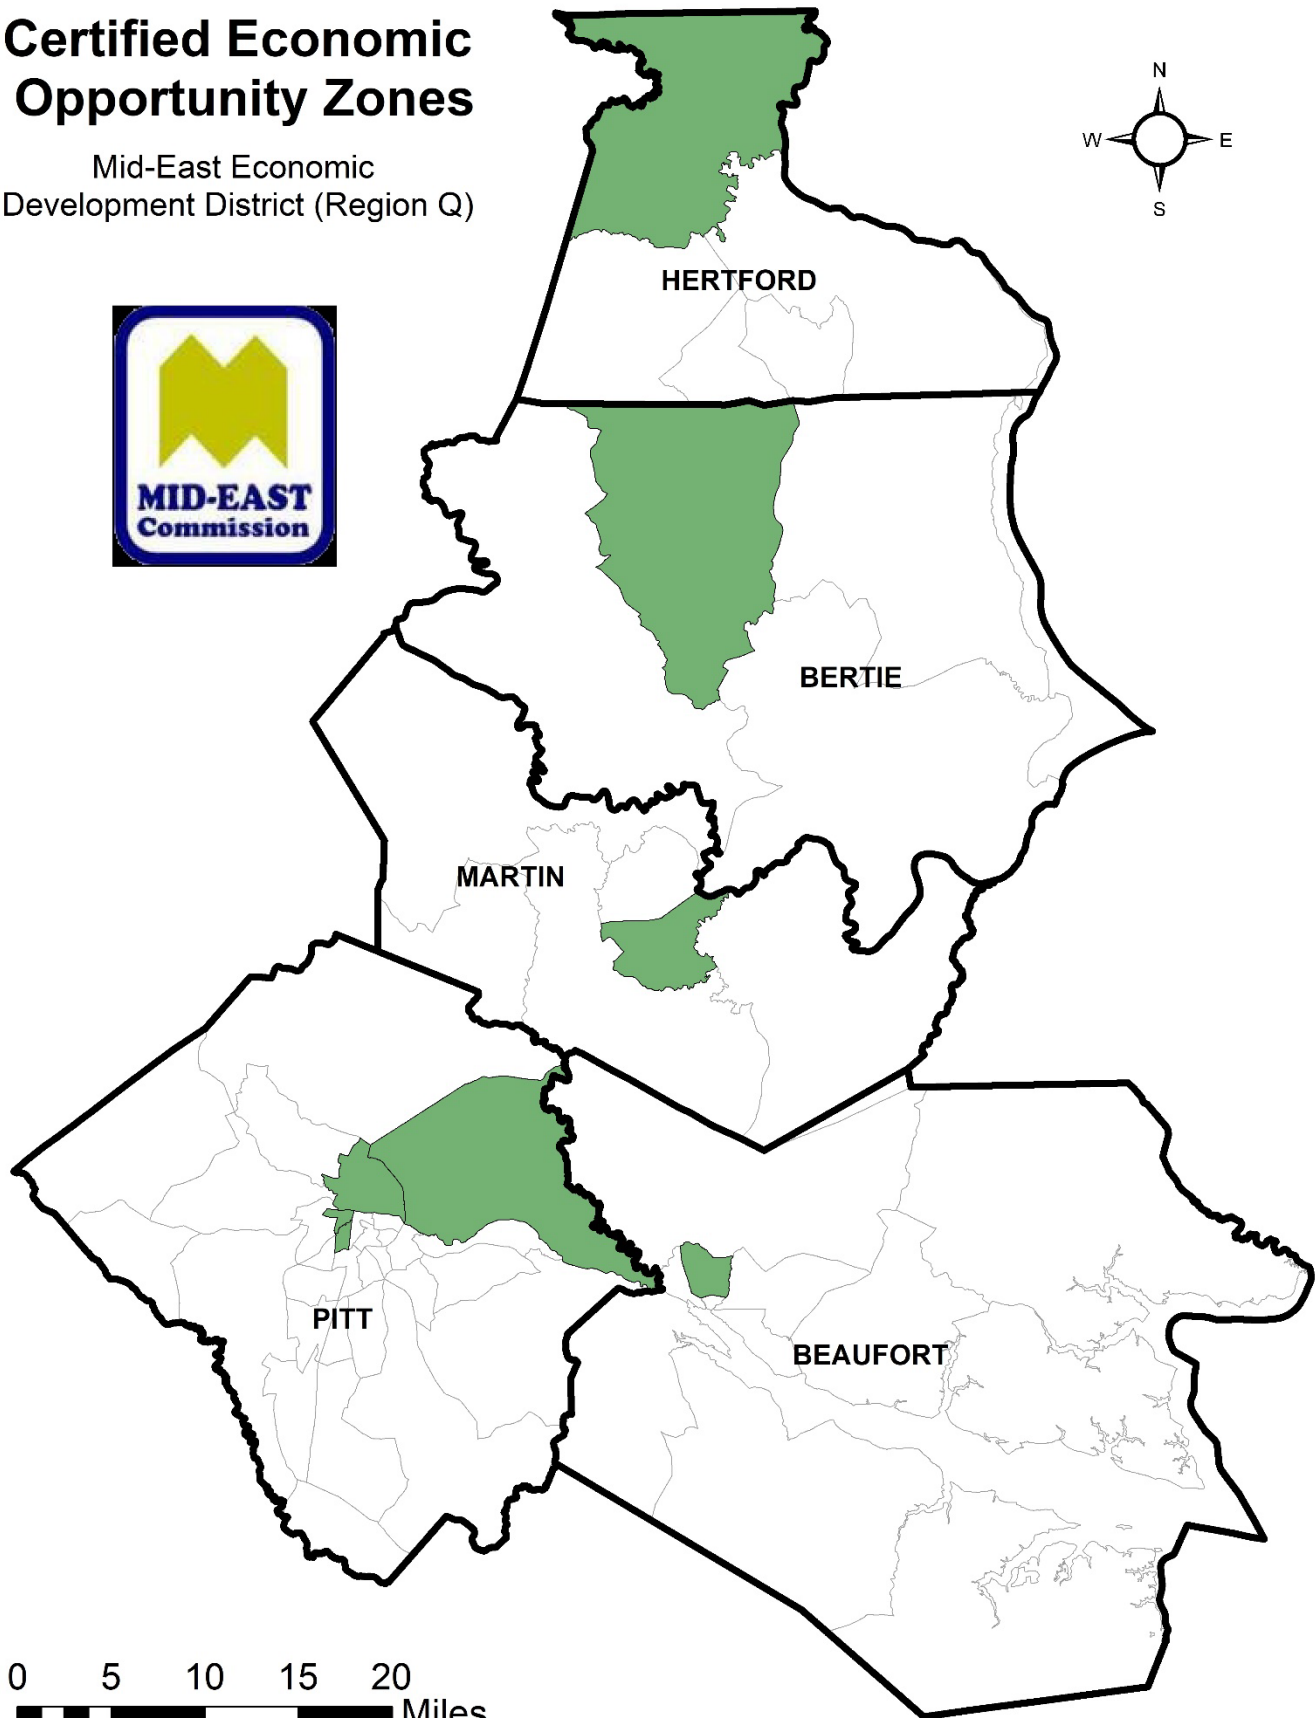 Certified Economic
Opportunity Zones
Mid-East Economic
Development District (Region Q)
N
W E
S
MID-EAST
Commission
HERTFORD
BERTIE
MARTIN
PITT
BEAUFORT
0 5 10 15 20
Miles